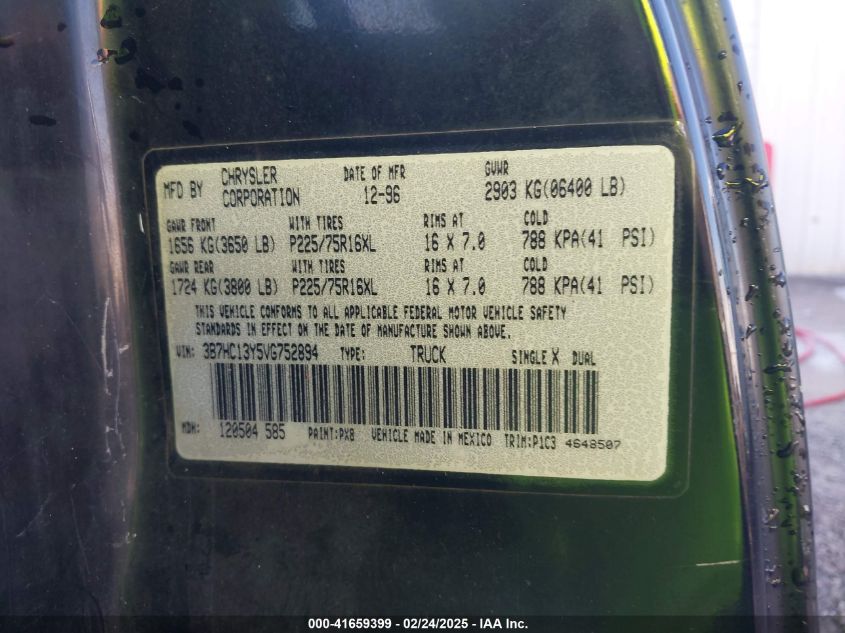 MFD BY CHRYSLER CORPORATION DATE OF MFR 12-96 GVWR 2903 KG(06400 LB)
GAWR FRONT WITH TIRES RIMS AT COLD
1656 KG(3650 LB) P225/75R16XL 16 X 7.0 788 KPA(41 PSI)
GAWR REAR WITH TIRES RIMS AT COLD
1724 KG(3800 LB) P225/75R16XL 16 X 7.0 788 KPA(41 PSI)
THIS VEHICLE CONFORMS TO ALL APPLICABLE FEDERAL MOTOR VEHICLE SAFETY
STANDARDS IN EFFECT ON THE DATE OF MANUFACTURE SHOWN ABOVE.
VIN: 3B7HC13Y5VG752894 TYPE: TRUCK SINGLE X DUAL
MDH: 120504 585 PAINT:PX8 VEHICLE MADE IN MEXICO TRIM:P1C3 4648507
000-41659399 - 02/24/2025 - IAA Inc.